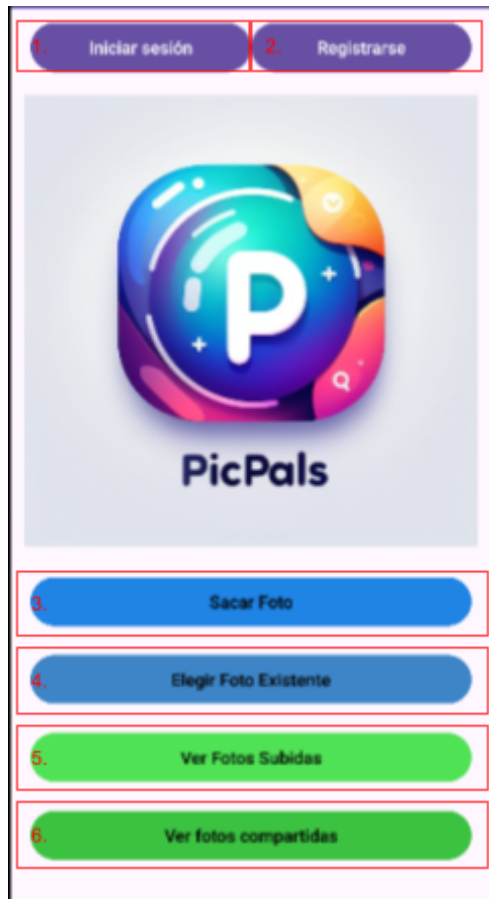 1. Iniciar sesión
2. Registrarse
P
PicPals
3. Sacar Foto
4. Elegir Foto Existente
5. Ver Fotos Subidas
6. Ver fotos compartidas